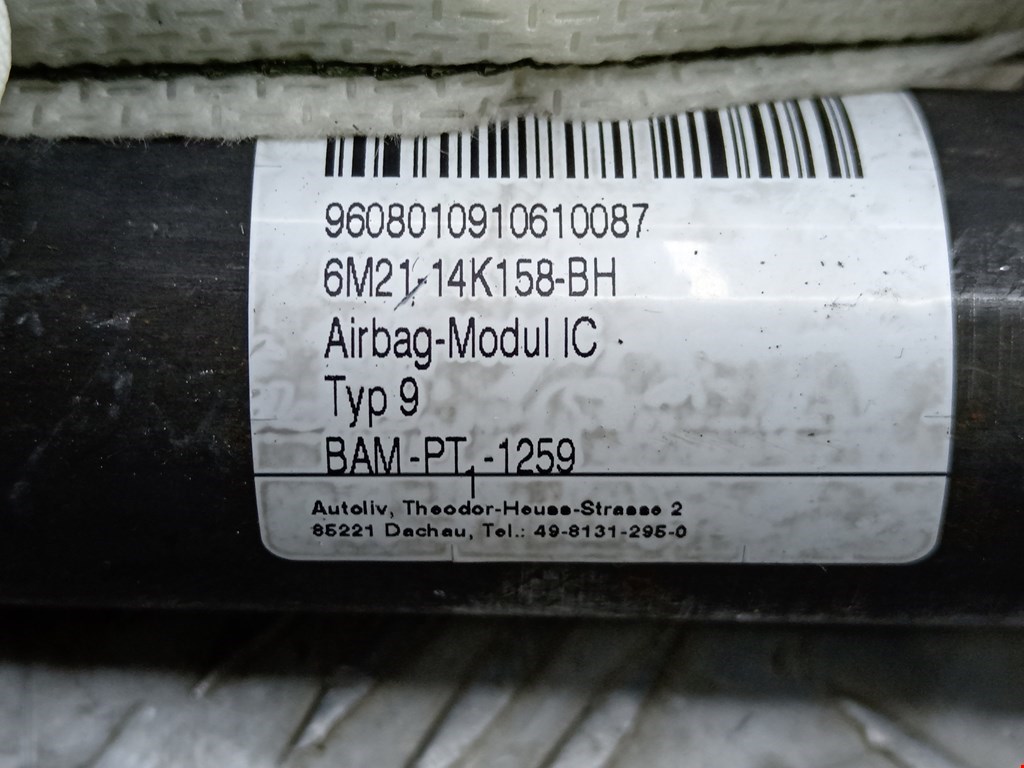 9608010910610087
6M21-14K158-BH
Airbag-Modul IC
Typ 9
BAM-PT1-1259
Autoliv, Theodor-Heuss-Strasse 2
85221 Dachau, Tel.: 49-8131-295-0